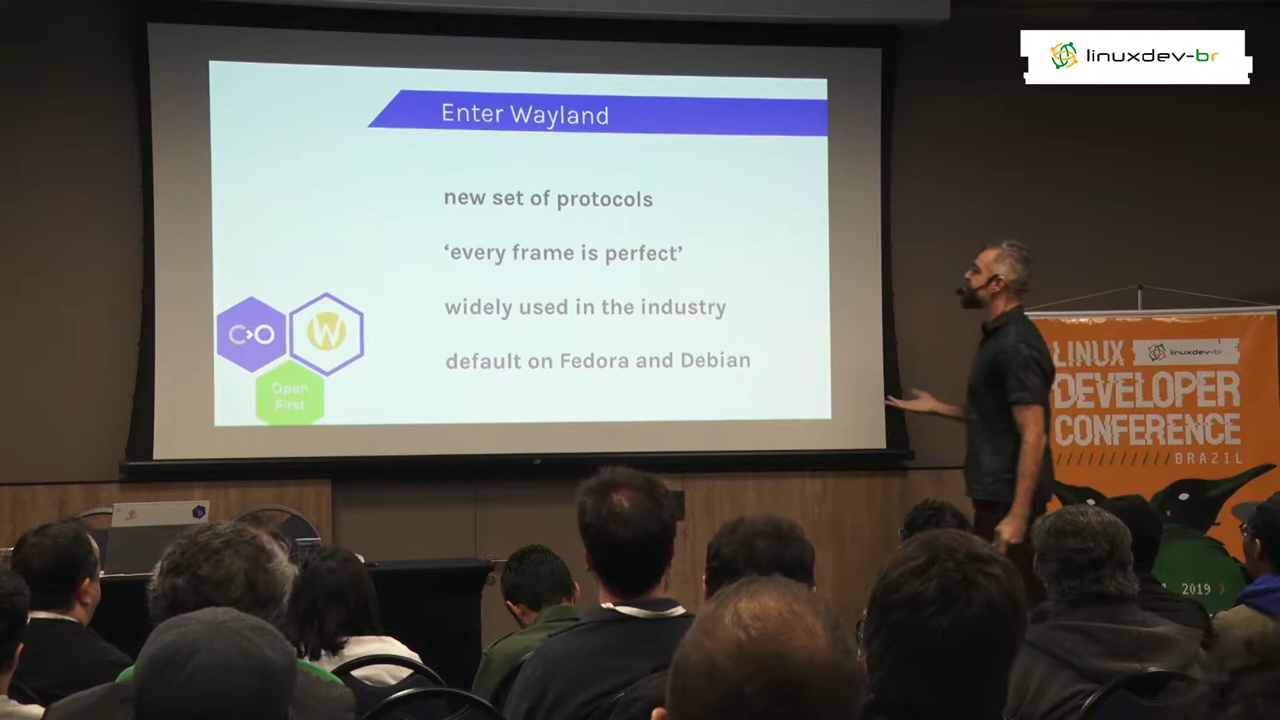 linuxdev-br
Enter Wayland
new set of protocols
‘every frame is perfect’
widely used in the industry
default on Fedora and Debian
C>O
W
Open
First
LINUX
linuxdev-br
DEVELOPER
CONFERENCE
BRAZIL
2019